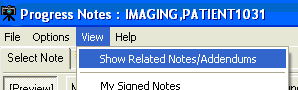 Progress Notes : IMAGING,PATIENT1031
File Options View Help
Show Related Notes/Addendums
Select Note
[Preview]
My Signed Notes